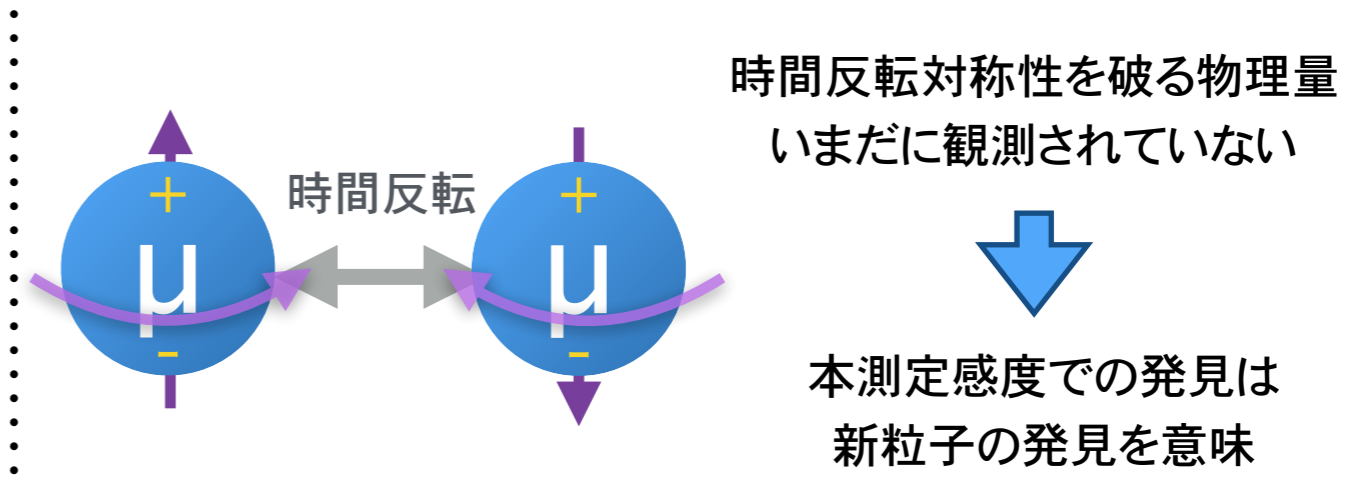 時間反転対称性を破る物理量
いまだに観測されていない
時間反転
+
+
μ
μ
-
-
本測定感度での発見は
新粒子の発見を意味